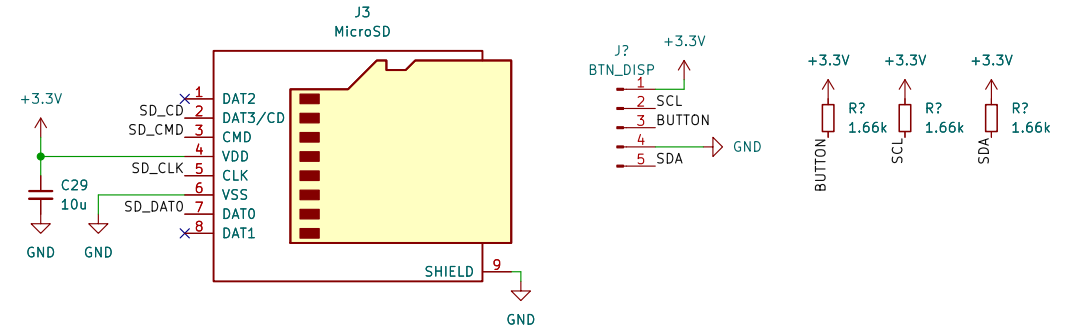 J3
MicroSD
+3.3V
SD_CD
SD_CMD
SD_CLK
SD_DAT0
1 DAT2
2 DAT3/CD
3 CMD
4 VDD
5 CLK
6 VSS
7 DAT0
8 DAT1
SHIELD 9
C29
10u
GND
GND
GND
J?
BTN_DISP
+3.3V
1
2 SCL
3 BUTTON
4
5 SDA
GND
+3.3V
R?
1.66k
BUTTON
+3.3V
R?
1.66k
SCL
+3.3V
R?
1.66k
SDA